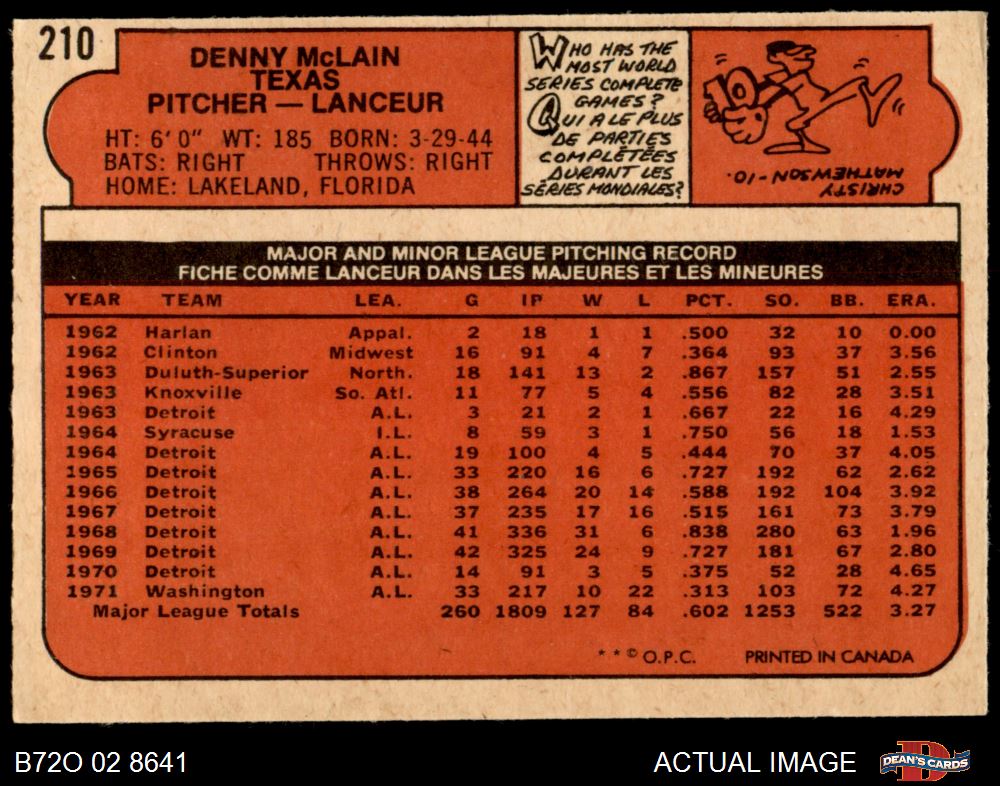 210
DENNY McLAIN
TEXAS
PITCHER — LANCEUR
HT: 6' 0" WT: 185 BORN: 3-29-44
BATS: RIGHT THROWS: RIGHT
HOME: LAKELAND, FLORIDA
WHO HAS THE
MOST WORLD
SERIES COMPLETE
GAMES?
QUI A LE PLUS
DE PARTIES
COMPLÉTÉES
DURANT LES
SÉRIES MONDIALES?
10
CHRISTY
MATHEWSON-10.
MAJOR AND MINOR LEAGUE PITCHING RECORD
FICHE COMME LANCEUR DANS LES MAJEURES ET LES MINEURES
YEAR TEAM LEA. G IP W L PCT. SO. BB. ERA.
1962 Harlan Appal. 2 18 1 1 .500 32 10 0.00
1962 Clinton Midwest 16 91 4 7 .364 93 37 3.56
1963 Duluth-Superior North. 18 141 13 2 .867 157 51 2.55
1963 Knoxville So. Atl. 11 77 5 4 .556 82 28 3.51
1963 Detroit A.L. 3 21 2 1 .667 22 16 4.29
1964 Syracuse I.L. 8 59 3 1 .750 56 18 1.53
1964 Detroit A.L. 19 100 4 5 .444 70 37 4.05
1965 Detroit A.L. 33 220 16 6 .727 192 62 2.62
1966 Detroit A.L. 38 264 20 14 .588 192 104 3.92
1967 Detroit A.L. 37 235 17 16 .515 161 73 3.79
1968 Detroit A.L. 41 336 31 6 .838 280 63 1.96
1969 Detroit A.L. 42 325 24 9 .727 181 67 2.80
1970 Detroit A.L. 14 91 3 5 .375 52 28 4.65
1971 Washington A.L. 33 217 10 22 .313 103 72 4.27
Major League Totals 260 1809 127 84 .602 1253 522 3.27
* * © O.P.C. PRINTED IN CANADA
B72O 02 8641 ACTUAL IMAGE D DEAN'S CARDS